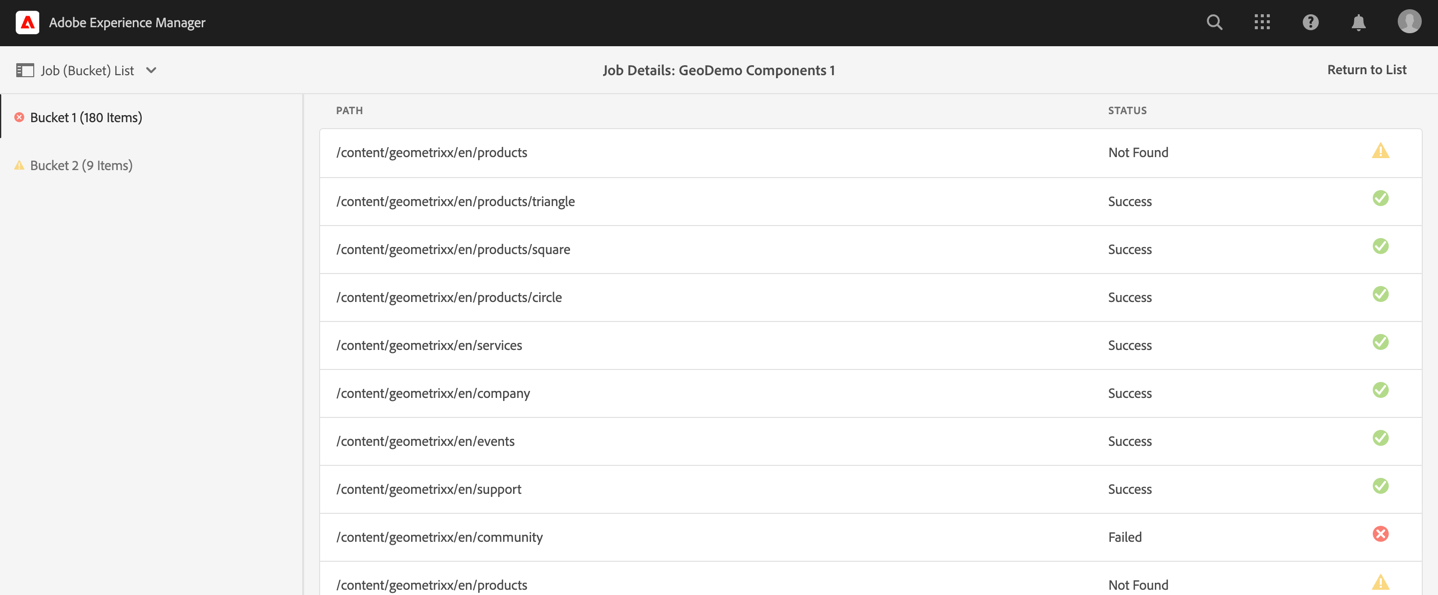 Adobe Experience Manager
Job (Bucket) List
Job Details: GeoDemo Components 1
Return to List
Bucket 1 (180 Items)
Bucket 2 (9 Items)
PATH STATUS
/content/geometrixx/en/products Not Found
/content/geometrixx/en/products/triangle Success
/content/geometrixx/en/products/square Success
/content/geometrixx/en/products/circle Success
/content/geometrixx/en/services Success
/content/geometrixx/en/company Success
/content/geometrixx/en/events Success
/content/geometrixx/en/support Success
/content/geometrixx/en/community Failed
/content/geometrixx/en/products Not Found